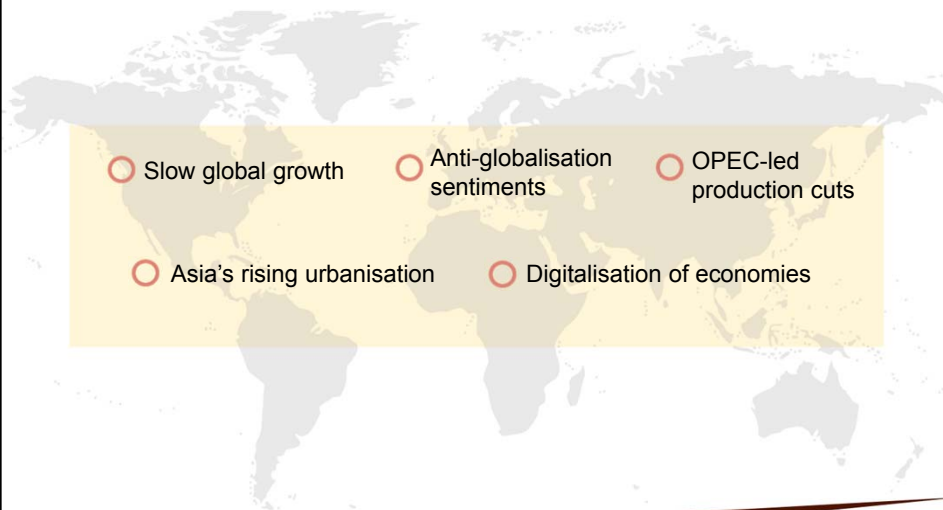 Slow global growth
Anti-globalisation
sentiments
OPEC-led
production cuts
Asia’s rising urbanisation
Digitalisation of economies